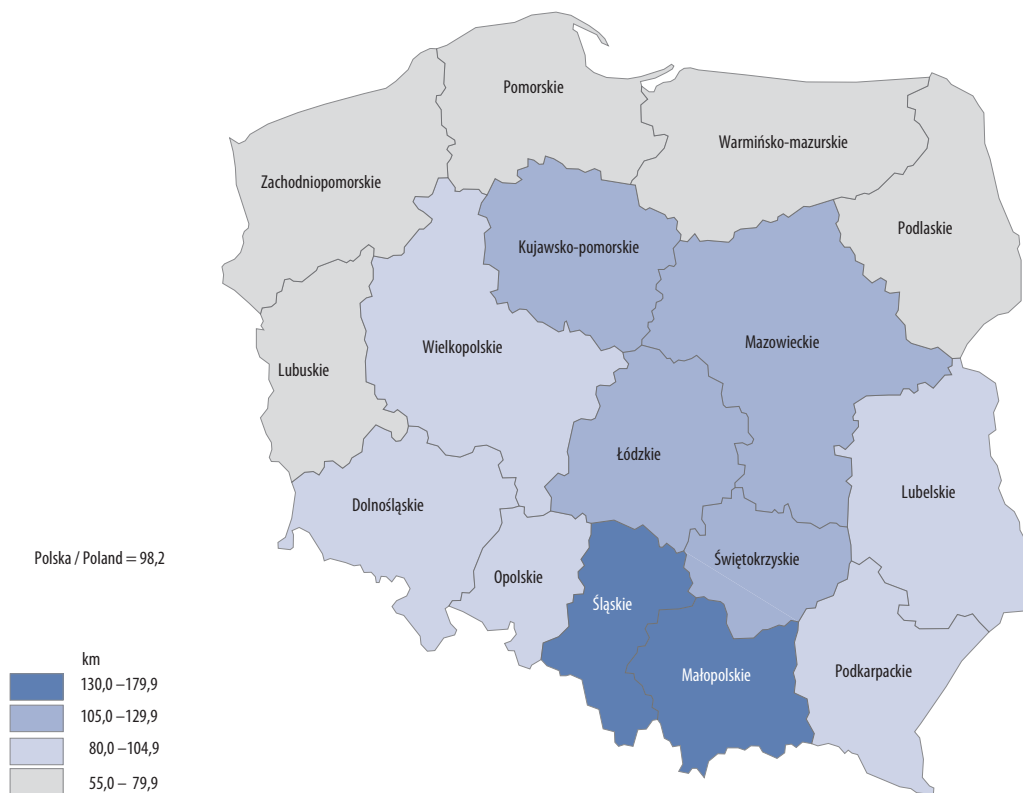 Pomorskie
Warmińsko-mazurskie
Zachodniopomorskie
Podlaskie
Kujawsko-pomorskie
Mazowieckie
Wielkopolskie
Lubuskie
Łódzkie
Lubelskie
Dolnośląskie
Polska / Poland = 98,2
Świętokrzyskie
Opolskie
Śląskie
Podkarpackie
Małopolskie
km
130,0 –179,9
105,0 –129,9
80,0 –104,9
55,0 – 79,9